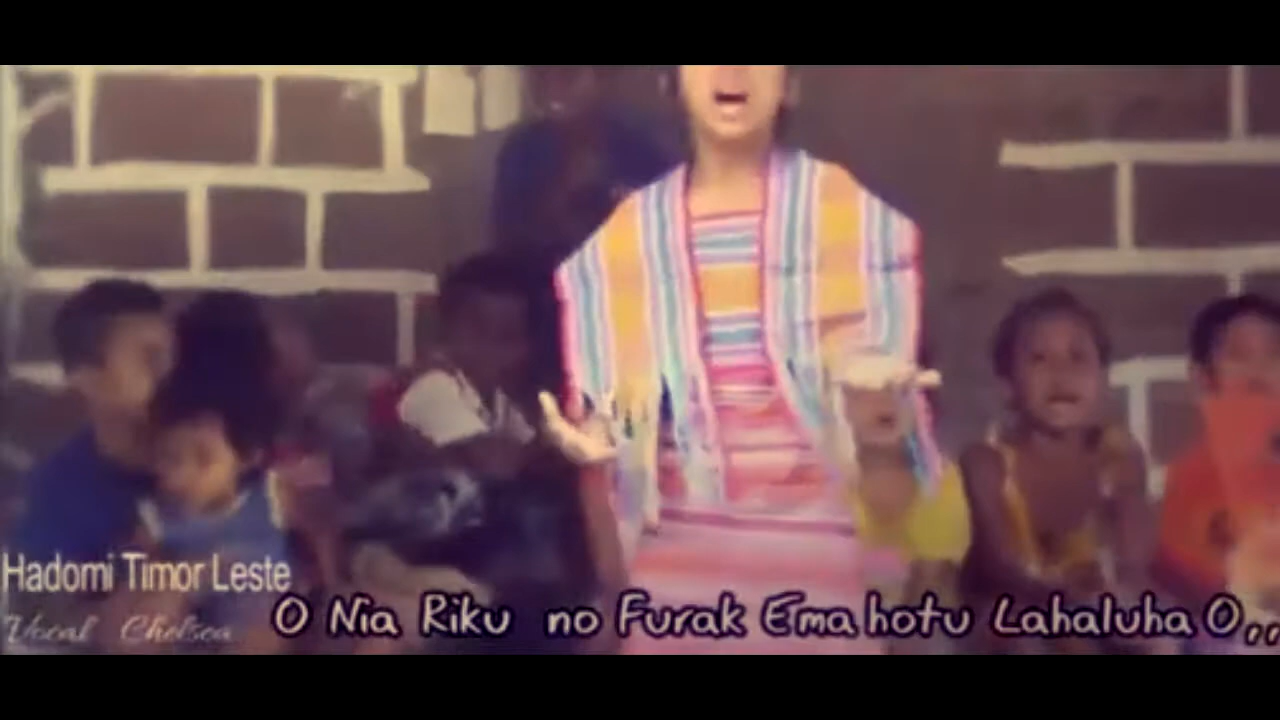 Hadomi Timor Leste
Vocal Chelsea
O Nia Riku no Furak Ema hotu Lahaluha O,,